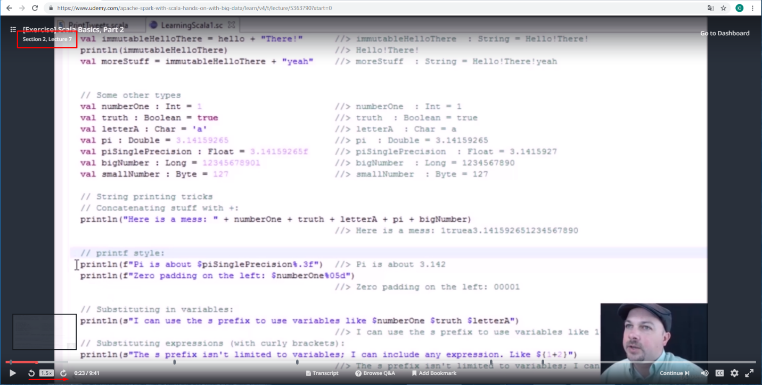 https://www.udemy.com/apache-spark-with-scala-hands-on-with-big-data/learn/v4/t/lecture/5363798?start=0
LearningScala1.sc
[Exercise] Scala Basics, Part 2
Section 2, Lecture 7
Go to Dashboard
val immutableHelloThere = hello + "There!" //> immutableHelloThere : String = Hello!There!
println(immutableHelloThere) //> Hello!There!
val moreStuff = immutableHelloThere + "yeah" //> moreStuff : String = Hello!There!yeah
// Some other types
val numberOne : Int = 1 //> numberOne : Int = 1
val truth : Boolean = true //> truth : Boolean = true
val letterA : Char = 'a' //> letterA : Char = a
val pi : Double = 3.14159265 //> pi : Double = 3.14159265
val piSinglePrecision : Float = 3.14159265f //> piSinglePrecision : Float = 3.1415927
val bigNumber : Long = 12345678901 //> bigNumber : Long = 1234567890
val smallNumber : Byte = 127 //> smallNumber : Byte = 127
// String printing tricks
// Concatenating stuff with +:
println("Here is a mess: " + numberOne + truth + letterA + pi + bigNumber)
//> Here is a mess: 1truea3.141592651234567890
// printf style:
println(f"Pi is about $piSinglePrecision%.3f") //> Pi is about 3.142
println(f"Zero padding on the left: $numberOne%05d")
//> Zero padding on the left: 00001
// Substituting in variables:
println(s"I can use the s prefix to use variables like $numberOne $truth $letterA")
//> I can use the s prefix to use variables like 1
// Substituting expressions (with curly brackets):
println(s"The s prefix isn't limited to variables; I can include any expression. Like ${1+2}")
//> The s prefix isn't limited to variables; I can
0:23 / 9:41
Transcript
Browse Q&A
Add Bookmark
Continue